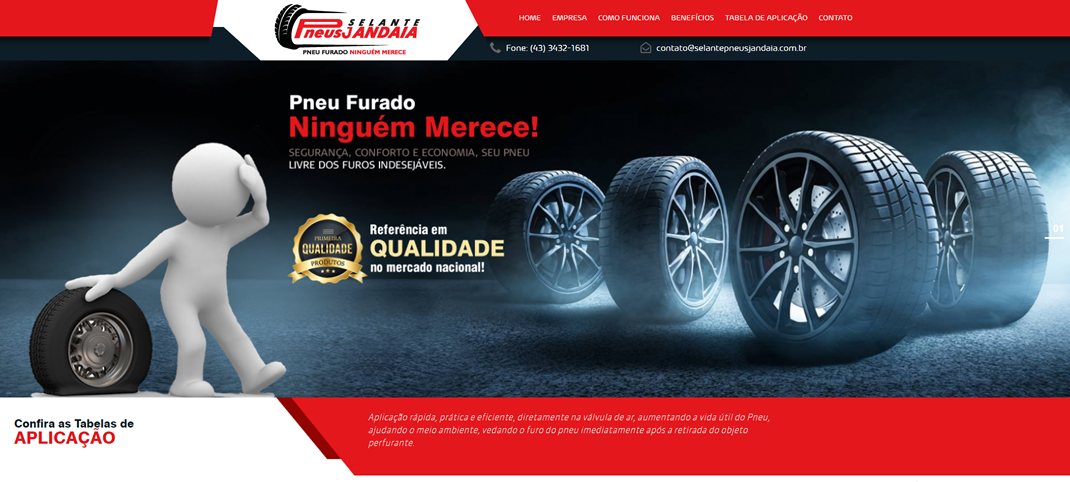 SELANTE
PneusJANDAIA
PNEU FURADO NINGUÉM MERECE
HOME EMPRESA COMO FUNCIONA BENEFÍCIOS TABELA DE APLICAÇÃO CONTATO
Fone: (43) 3432-1681 contato@selantepneusjandaia.com.br
Pneu Furado
Ninguém Merece!
SEGURANÇA, CONFORTO E ECONOMIA, SEU PNEU
LIVRE DOS FUROS INDESEJÁVEIS.
PRIMEIRA
QUALIDADE
PRODUTOS
Referência em
QUALIDADE
no mercado nacional!
01
Confira as Tabelas de
APLICAÇÃO
Aplicação rápida, prática e eficiente, diretamente na válvula de ar, aumentando a vida útil do Pneu,
ajudando o meio ambiente, vedando o furo do pneu imediatamente após a retirada do objeto
perfurante.